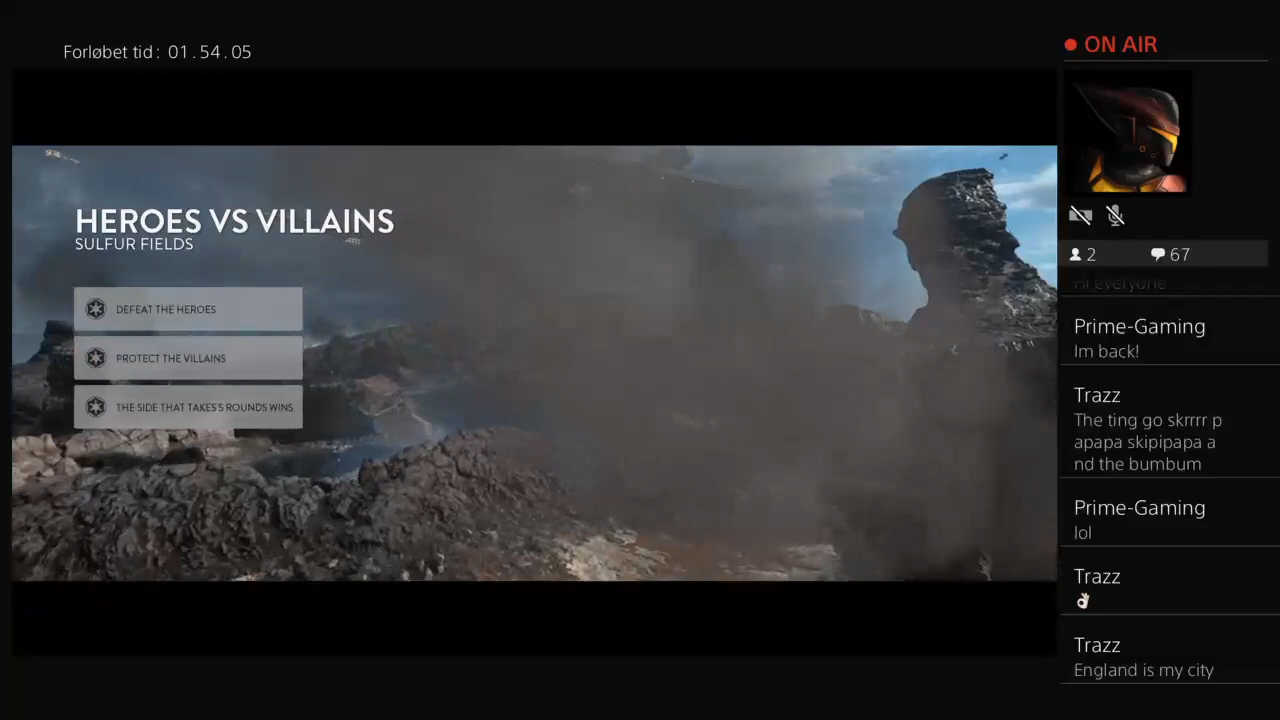 Forløbet tid: 01.54.05
ON AIR
HEROES VS VILLAINS
SULFUR FIELDS
DEFEAT THE HEROES
PROTECT THE VILLAINS
THE SIDE THAT TAKES 5 ROUNDS WINS
2 67
Hi everyone
Prime-Gaming
Im back!
Trazz
The ting go skrrrr p
apapa skipipapa a
nd the bumbum
Prime-Gaming
lol
Trazz
👌
Trazz
England is my city